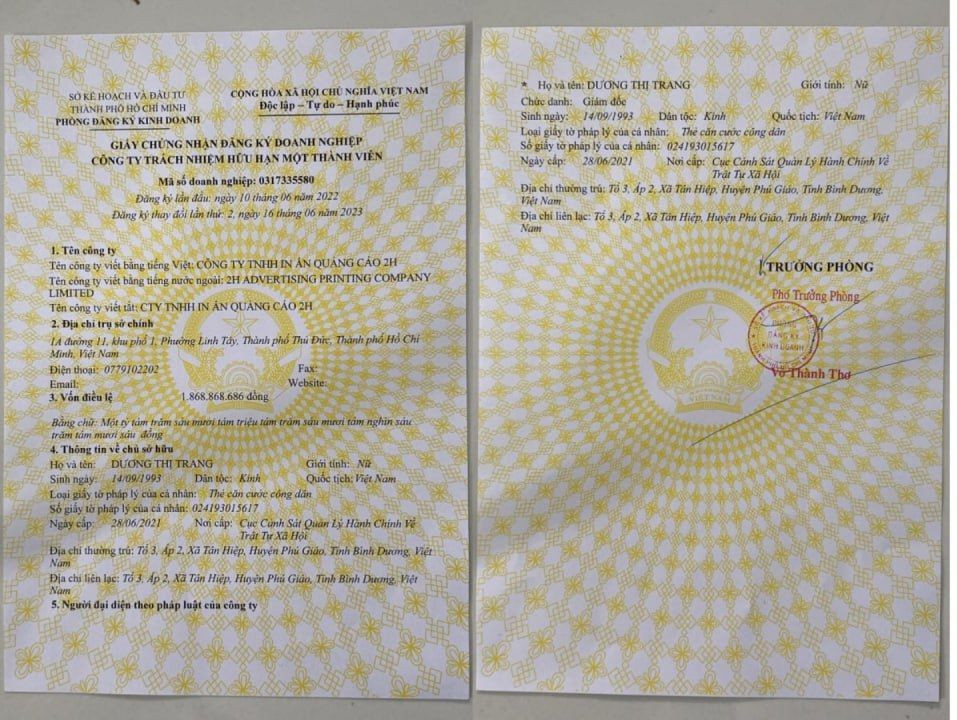 SỞ KẾ HOẠCH VÀ ĐẦU TƯ
THÀNH PHỐ HỒ CHÍ MINH
PHÒNG ĐĂNG KÝ KINH DOANH
CỘNG HÒA XÃ HỘI CHỦ NGHĨA VIỆT NAM
Độc lập – Tự do – Hạnh phúc
GIẤY CHỨNG NHẬN ĐĂNG KÝ DOANH NGHIỆP
CÔNG TY TRÁCH NHIỆM HỮU HẠN MỘT THÀNH VIÊN
Mã số doanh nghiệp: 0317335580
Đăng ký lần đầu: ngày 10 tháng 06 năm 2022
Đăng ký thay đổi lần thứ: 2, ngày 16 tháng 06 năm 2023
1. Tên công ty
Tên công ty viết bằng tiếng Việt: CÔNG TY TNHH IN ẤN QUẢNG CÁO 2H
Tên công ty viết bằng tiếng nước ngoài: 2H ADVERTISING PRINTING COMPANY
LIMITED
Tên công ty viết tắt: CTY TNHH IN ẤN QUẢNG CÁO 2H
2. Địa chỉ trụ sở chính
1A đường 11, khu phố 1, Phường Linh Tây, Thành phố Thủ Đức, Thành phố Hồ Chí
Minh, Việt Nam
Điện thoại: 0779102202 Fax:
Email: Website:
3. Vốn điều lệ 1.868.868.686 đồng
Bằng chữ: Một tỷ tám trăm sáu mươi tám triệu tám trăm sáu mươi tám nghìn sáu
trăm tám mươi sáu đồng
4. Thông tin về chủ sở hữu
Họ và tên: DƯƠNG THỊ TRANG Giới tính: Nữ
Sinh ngày: 14/09/1993 Dân tộc: Kinh Quốc tịch: Việt Nam
Loại giấy tờ pháp lý của cá nhân: Thẻ căn cước công dân
Số giấy tờ pháp lý của cá nhân: 024193015617
Ngày cấp: 28/06/2021 Nơi cấp: Cục Cảnh Sát Quản Lý Hành Chính Về
Trật Tự Xã Hội
Địa chỉ thường trú: Tổ 3, Ấp 2, Xã Tân Hiệp, Huyện Phú Giáo, Tỉnh Bình Dương, Việt
Nam
Địa chỉ liên lạc: Tổ 3, Ấp 2, Xã Tân Hiệp, Huyện Phú Giáo, Tỉnh Bình Dương, Việt
Nam
5. Người đại diện theo pháp luật của công ty
* Họ và tên: DƯƠNG THỊ TRANG Giới tính: Nữ
Chức danh: Giám đốc
Sinh ngày: 14/09/1993 Dân tộc: Kinh Quốc tịch: Việt Nam
Loại giấy tờ pháp lý của cá nhân: Thẻ căn cước công dân
Số giấy tờ pháp lý của cá nhân: 024193015617
Ngày cấp: 28/06/2021 Nơi cấp: Cục Cảnh Sát Quản Lý Hành Chính Về
Trật Tự Xã Hội
Địa chỉ thường trú: Tổ 3, Ấp 2, Xã Tân Hiệp, Huyện Phú Giáo, Tỉnh Bình Dương,
Việt Nam
Địa chỉ liên lạc: Tổ 3, Ấp 2, Xã Tân Hiệp, Huyện Phú Giáo, Tỉnh Bình Dương, Việt
Nam
TRƯỞNG PHÒNG
Phó Trưởng Phòng
PHÒNG
ĐĂNG KÝ
KINH DOANH
Võ Thành Thơ
VIỆT NAM